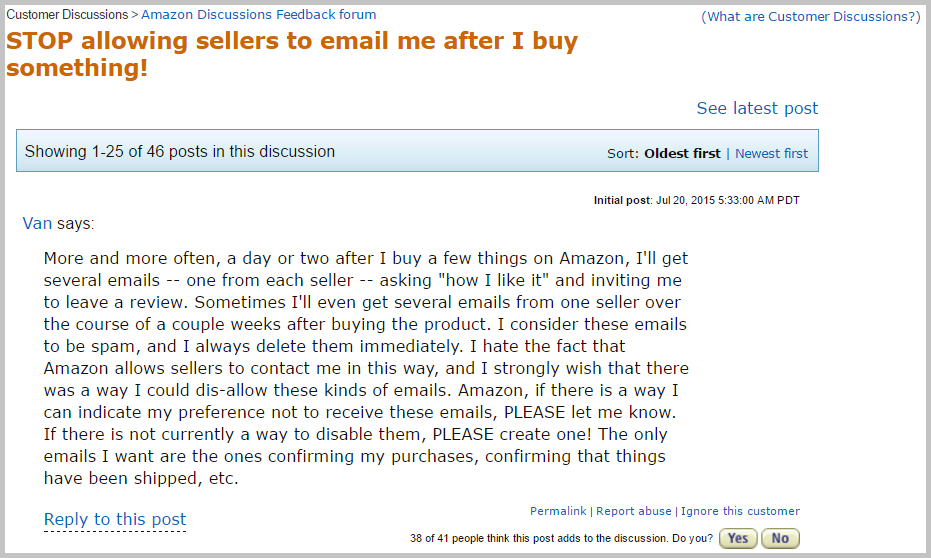 Customer Discussions > Amazon Discussions Feedback forum
(What are Customer Discussions?)
STOP allowing sellers to email me after I buy
something!
See latest post
Showing 1-25 of 46 posts in this discussion
Sort: Oldest first | Newest first
Initial post: Jul 20, 2015 5:33:00 AM PDT
Van says:
More and more often, a day or two after I buy a few things on Amazon, I'll get
several emails -- one from each seller -- asking "how I like it" and inviting me
to leave a review. Sometimes I'll even get several emails from one seller over
the course of a couple weeks after buying the product. I consider these emails
to be spam, and I always delete them immediately. I hate the fact that
Amazon allows sellers to contact me in this way, and I strongly wish that there
was a way I could dis-allow these kinds of emails. Amazon, if there is a way I
can indicate my preference not to receive these emails, PLEASE let me know.
If there is not currently a way to disable them, PLEASE create one! The only
emails I want are the ones confirming my purchases, confirming that things
have been shipped, etc.
Reply to this post
Permalink | Report abuse | Ignore this customer
38 of 41 people think this post adds to the discussion. Do you? Yes No